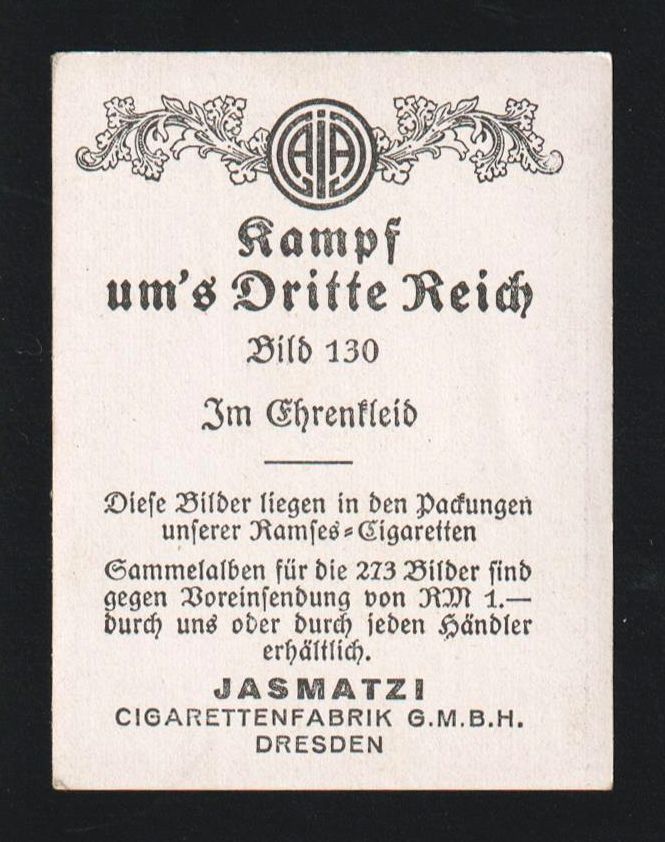 Kampf
um's Dritte Reich
Bild 130
Im Ehrenkleid
Diese Bilder liegen in den Packungen
unserer Ramses-Cigaretten
Sammelalben für die 273 Bilder sind
gegen Voreinsendung von RM 1.—
durch uns oder durch jeden Händler
erhältlich.
JASMATZI
CIGARETTENFABRIK G.M.B.H.
DRESDEN